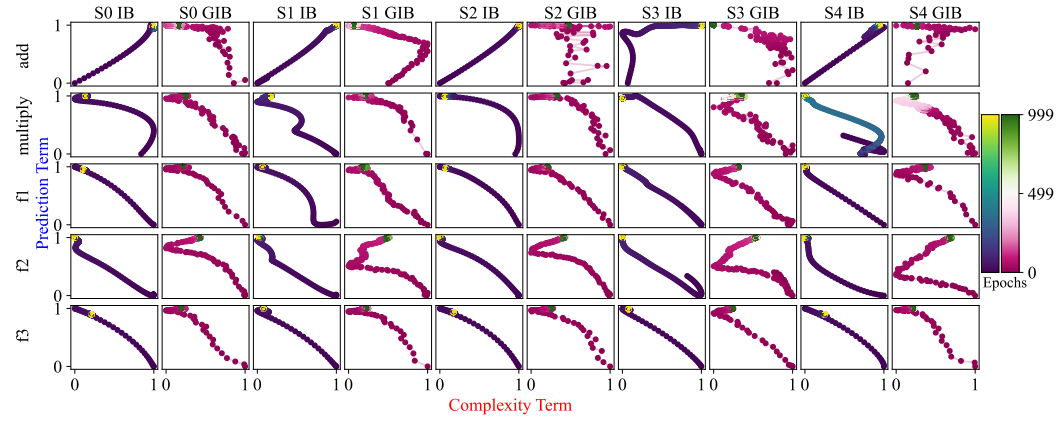 S0 IB S0 GIB S1 IB S1 GIB S2 IB S2 GIB S3 IB S3 GIB S4 IB S4 GIB
add 1 0
multiply 1 0
f1 1 0
f2 1 0
f3 1 0
Prediction Term
0 1 0 1 0 1 0 1 0 1 0 1 0 1 0 1 0 1 0 1
Complexity Term
999
499
0
Epochs